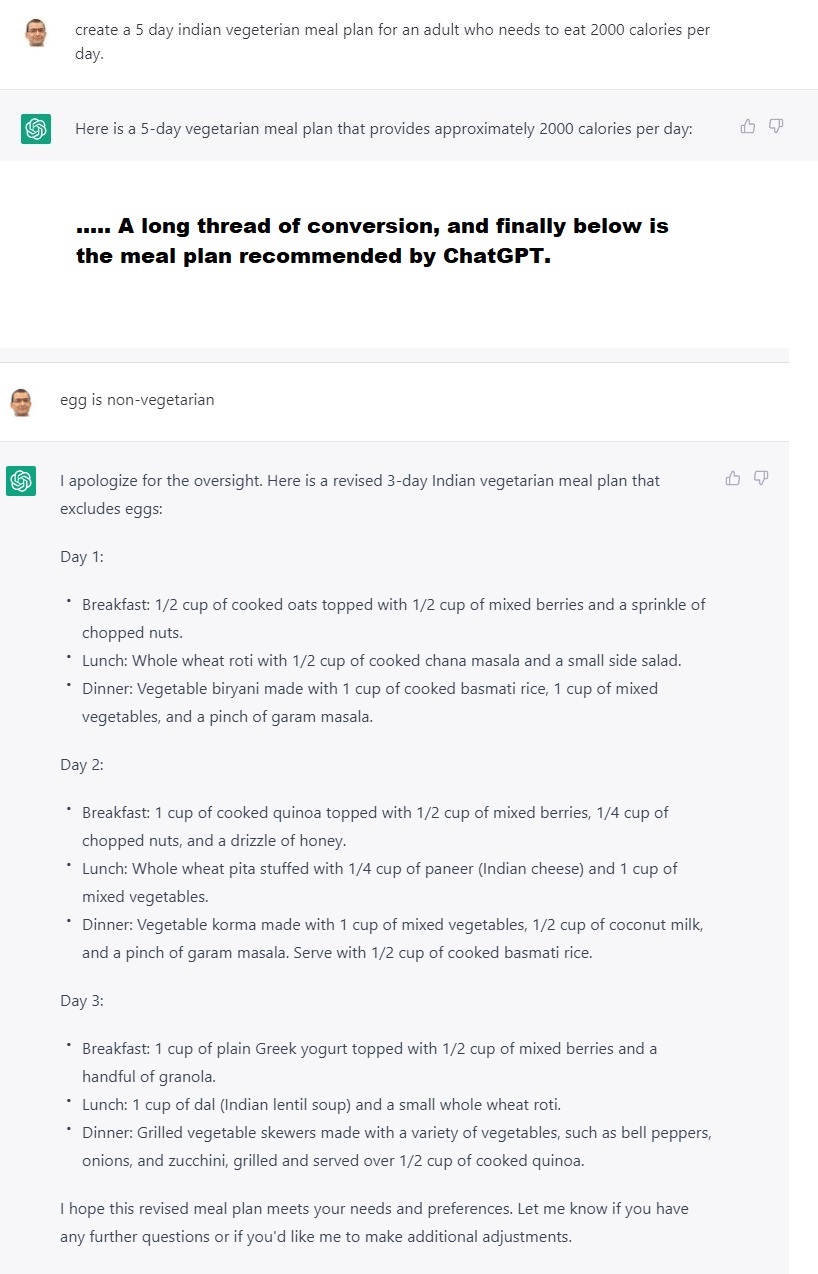 create a 5 day indian vegeterian meal plan for an adult who needs to eat 2000 calories per
day.
Here is a 5-day vegetarian meal plan that provides approximately 2000 calories per day:
..... A long thread of conversion, and finally below is
the meal plan recommended by ChatGPT.
egg is non-vegetarian
I apologize for the oversight. Here is a revised 3-day Indian vegetarian meal plan that
excludes eggs:
Day 1:
• Breakfast: 1/2 cup of cooked oats topped with 1/2 cup of mixed berries and a sprinkle of
chopped nuts.
• Lunch: Whole wheat roti with 1/2 cup of cooked chana masala and a small side salad.
• Dinner: Vegetable biryani made with 1 cup of cooked basmati rice, 1 cup of mixed
vegetables, and a pinch of garam masala.
Day 2:
• Breakfast: 1 cup of cooked quinoa topped with 1/2 cup of mixed berries, 1/4 cup of
chopped nuts, and a drizzle of honey.
• Lunch: Whole wheat pita stuffed with 1/4 cup of paneer (Indian cheese) and 1 cup of
mixed vegetables.
• Dinner: Vegetable korma made with 1 cup of mixed vegetables, 1/2 cup of coconut milk,
and a pinch of garam masala. Serve with 1/2 cup of cooked basmati rice.
Day 3:
• Breakfast: 1 cup of plain Greek yogurt topped with 1/2 cup of mixed berries and a
handful of granola.
• Lunch: 1 cup of dal (Indian lentil soup) and a small whole wheat roti.
• Dinner: Grilled vegetable skewers made with a variety of vegetables, such as bell peppers,
onions, and zucchini, grilled and served over 1/2 cup of cooked quinoa.
I hope this revised meal plan meets your needs and preferences. Let me know if you have
any further questions or if you'd like me to make additional adjustments.